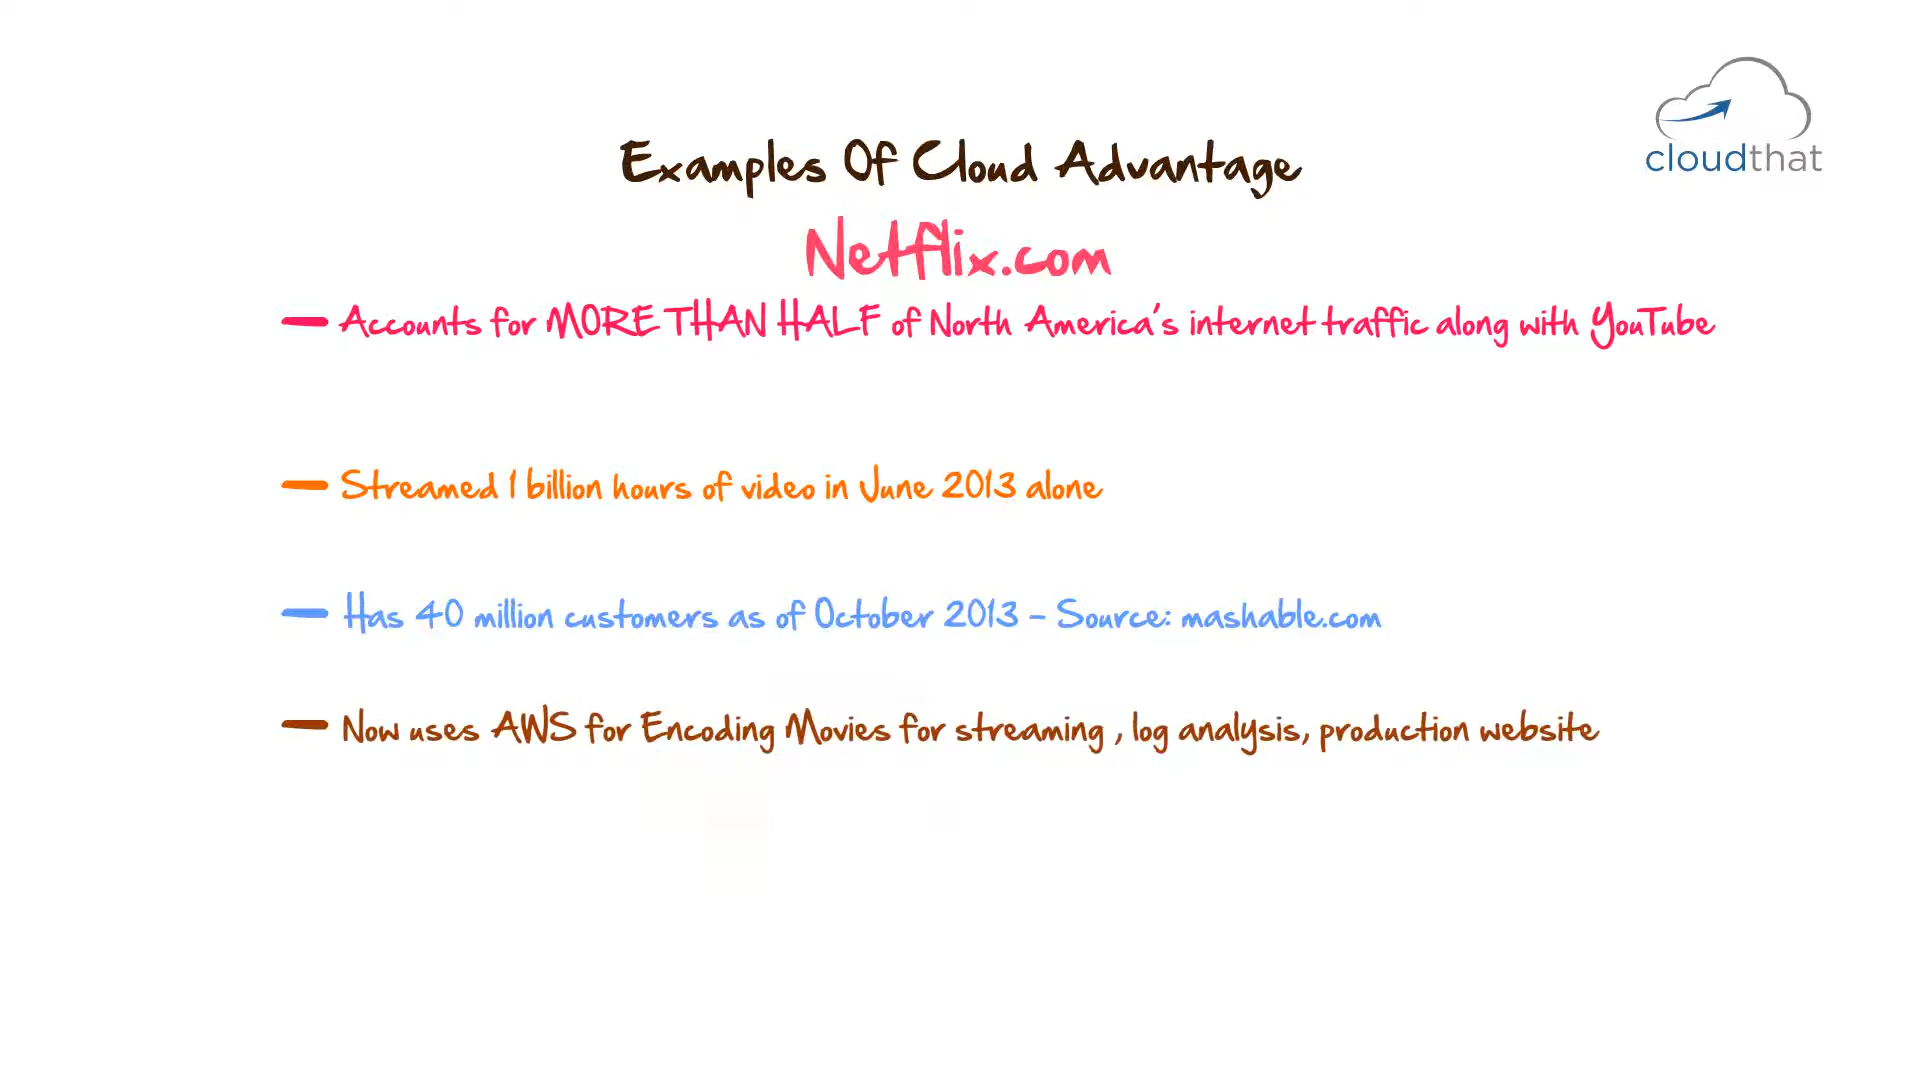 cloudthat
Examples Of Cloud Advantage
Netflix.com
— Accounts for MORE THAN HALF of North America's internet traffic along with YouTube
— Streamed 1 billion hours of video in June 2013 alone
— Has 40 million customers as of October 2013 - Source: mashable.com
— Now uses AWS for Encoding Movies for streaming , log analysis, production website